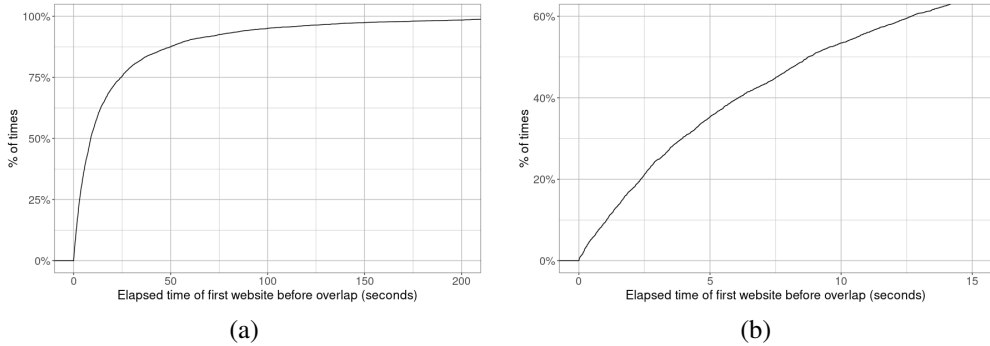 100%
75%
50%
25%
0%
% of times
0 50 100 150 200
Elapsed time of first website before overlap (seconds)
(a)
60%
40%
20%
0%
% of times
0 5 10 15
Elapsed time of first website before overlap (seconds)
(b)